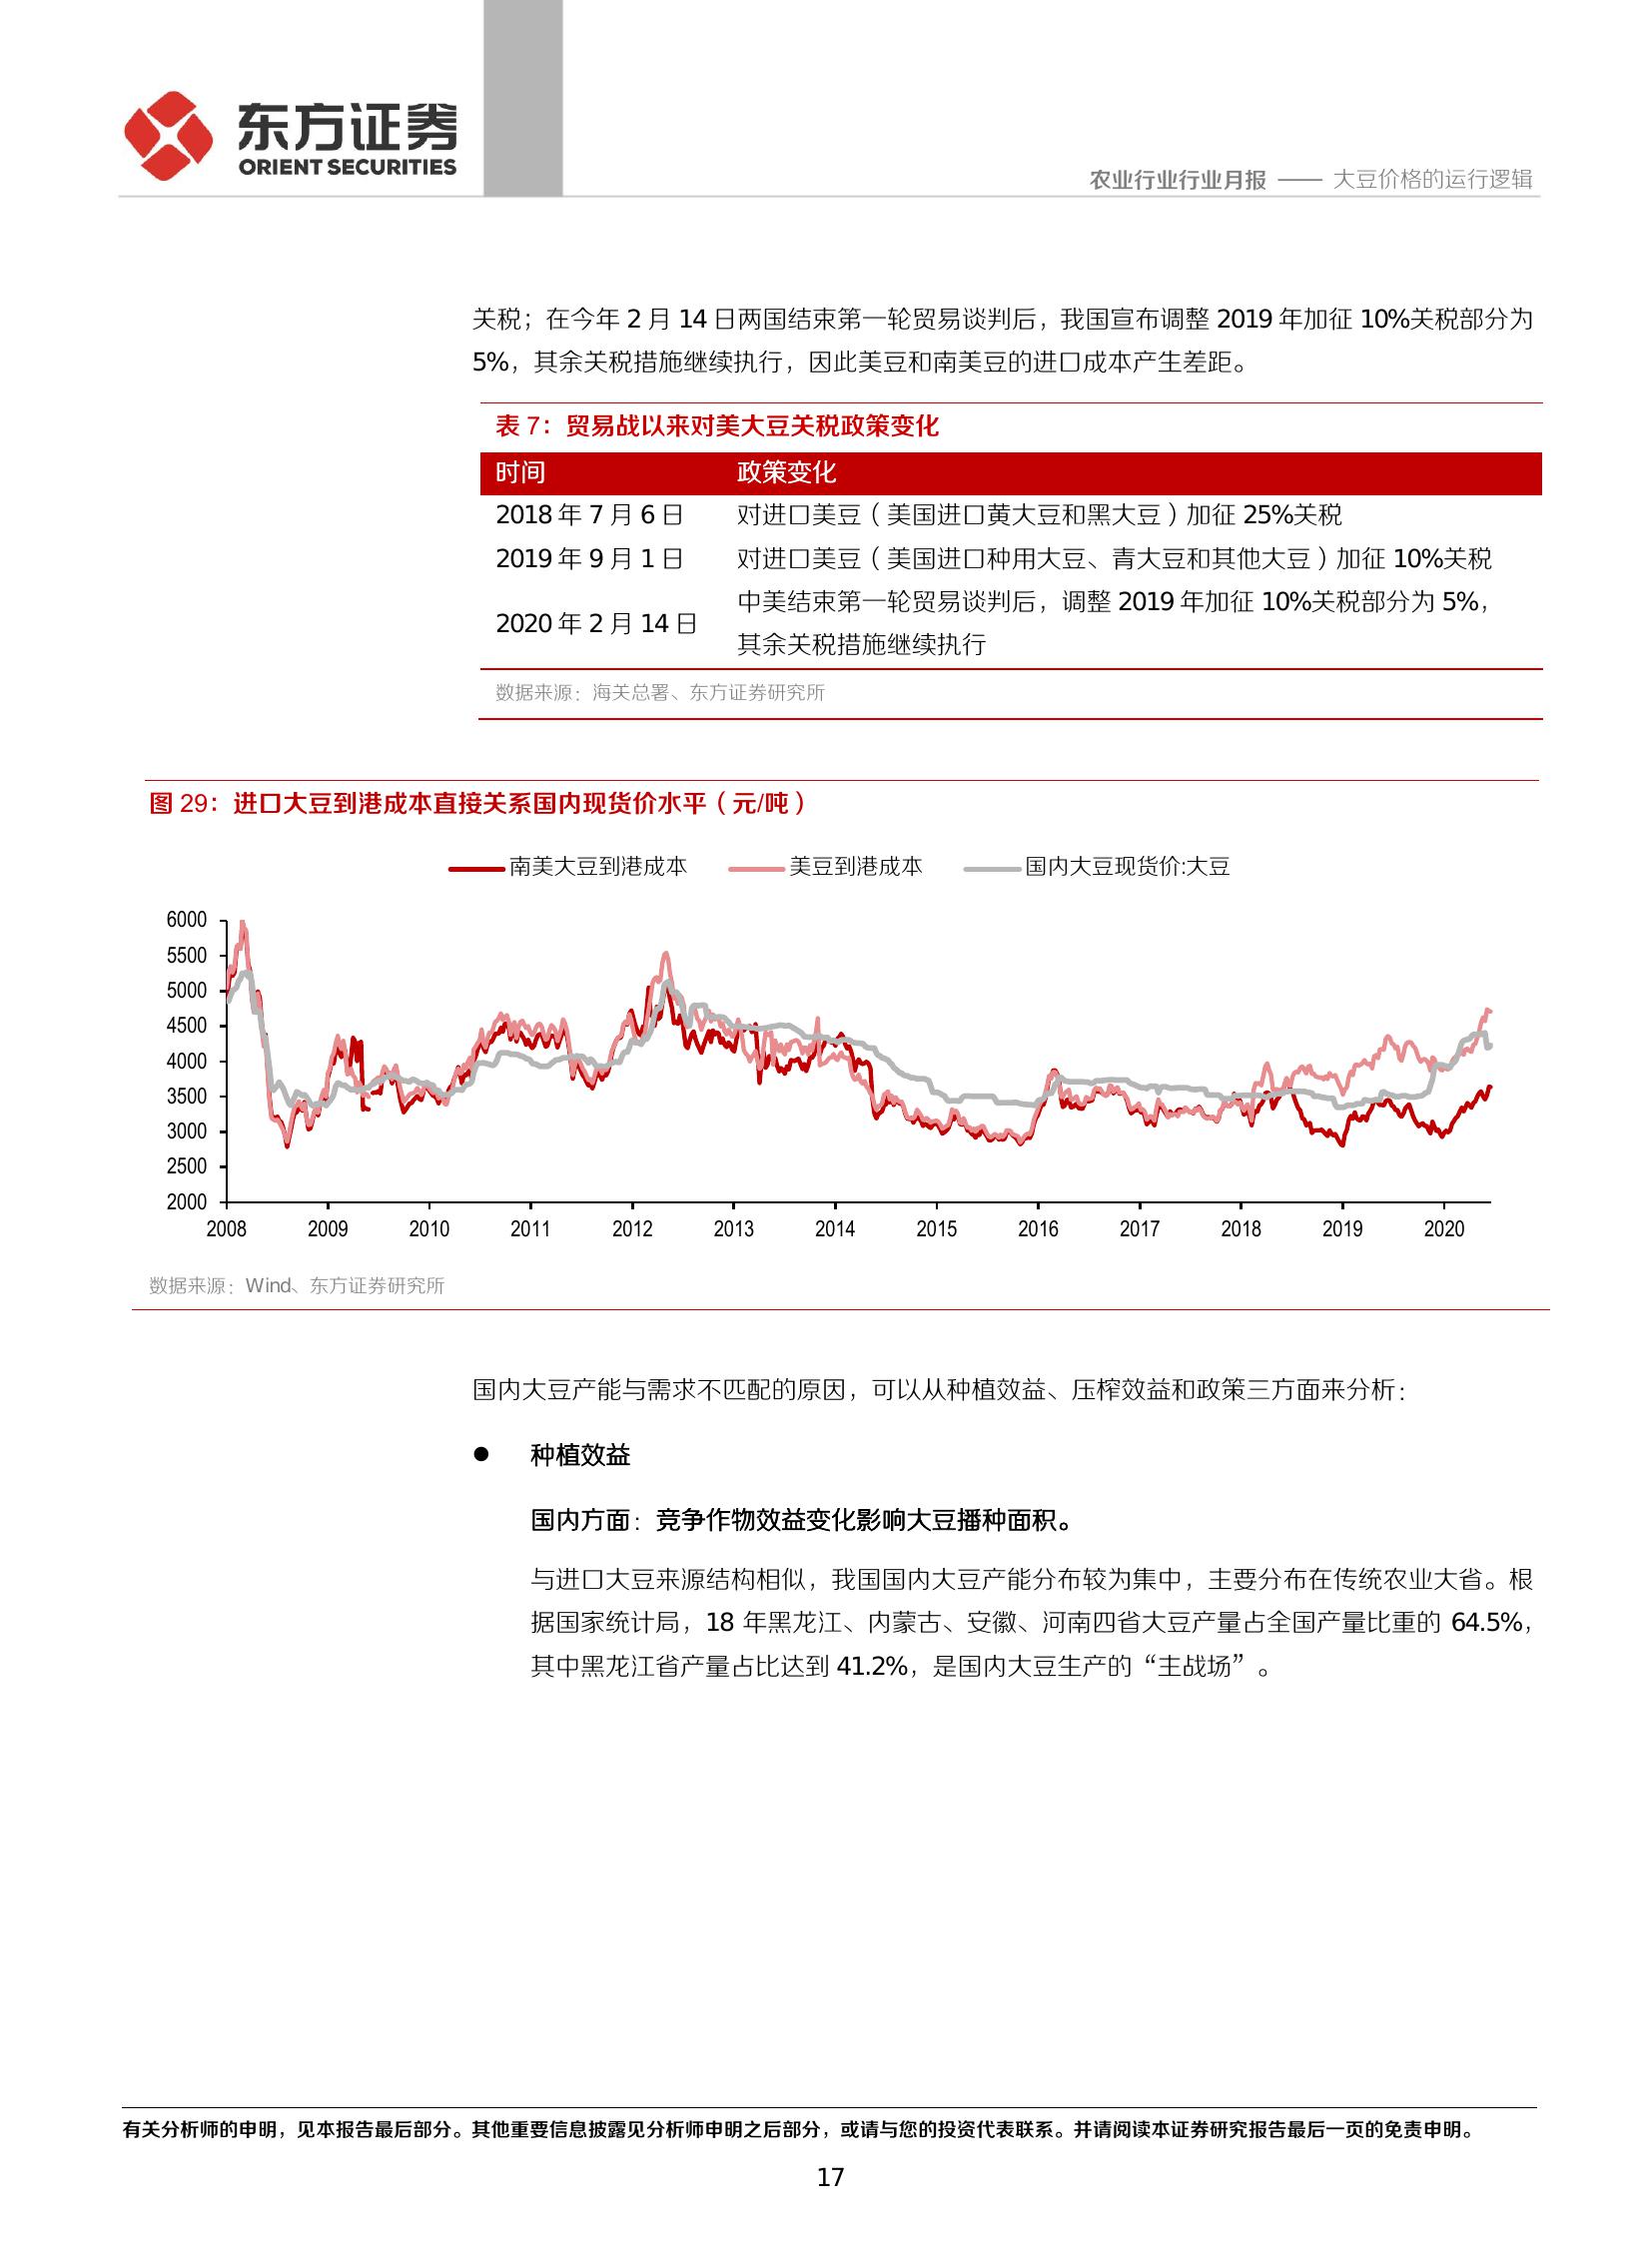 东方证券
ORIENT SECURITIES
农业行业行业月报 —— 大豆价格的运行逻辑
关税；在今年 2 月 14 日两国结束第一轮贸易谈判后，我国宣布调整 2019 年加征 10%关税部分为
5%，其余关税措施继续执行，因此美豆和南美豆的进口成本产生差距。
表 7：贸易战以来对美大豆关税政策变化
时间 政策变化
2018 年 7 月 6 日 对进口美豆（美国进口黄大豆和黑大豆）加征 25%关税
2019 年 9 月 1 日 对进口美豆（美国进口种用大豆、青大豆和其他大豆）加征 10%关税
2020 年 2 月 14 日 中美结束第一轮贸易谈判后，调整 2019 年加征 10%关税部分为 5%，
其余关税措施继续执行
数据来源：海关总署、东方证券研究所
图 29：进口大豆到港成本直接关系国内现货价水平（元/吨）
南美大豆到港成本 美豆到港成本 国内大豆现货价:大豆
6000
5500
5000
4500
4000
3500
3000
2500
2000
2008 2009 2010 2011 2012 2013 2014 2015 2016 2017 2018 2019 2020
数据来源：Wind、东方证券研究所
国内大豆产能与需求不匹配的原因，可以从种植效益、压榨效益和政策三方面来分析：
● 种植效益
国内方面：竞争作物效益变化影响大豆播种面积。
与进口大豆来源结构相似，我国国内大豆产能分布较为集中，主要分布在传统农业大省。根
据国家统计局，18 年黑龙江、内蒙古、安徽、河南四省大豆产量占全国产量比重的 64.5%，
其中黑龙江省产量占比达到 41.2%，是国内大豆生产的“主战场”。
有关分析师的申明，见本报告最后部分。其他重要信息披露见分析师申明之后部分，或请与您的投资代表联系。并请阅读本证券研究报告最后一页的免责申明。
17